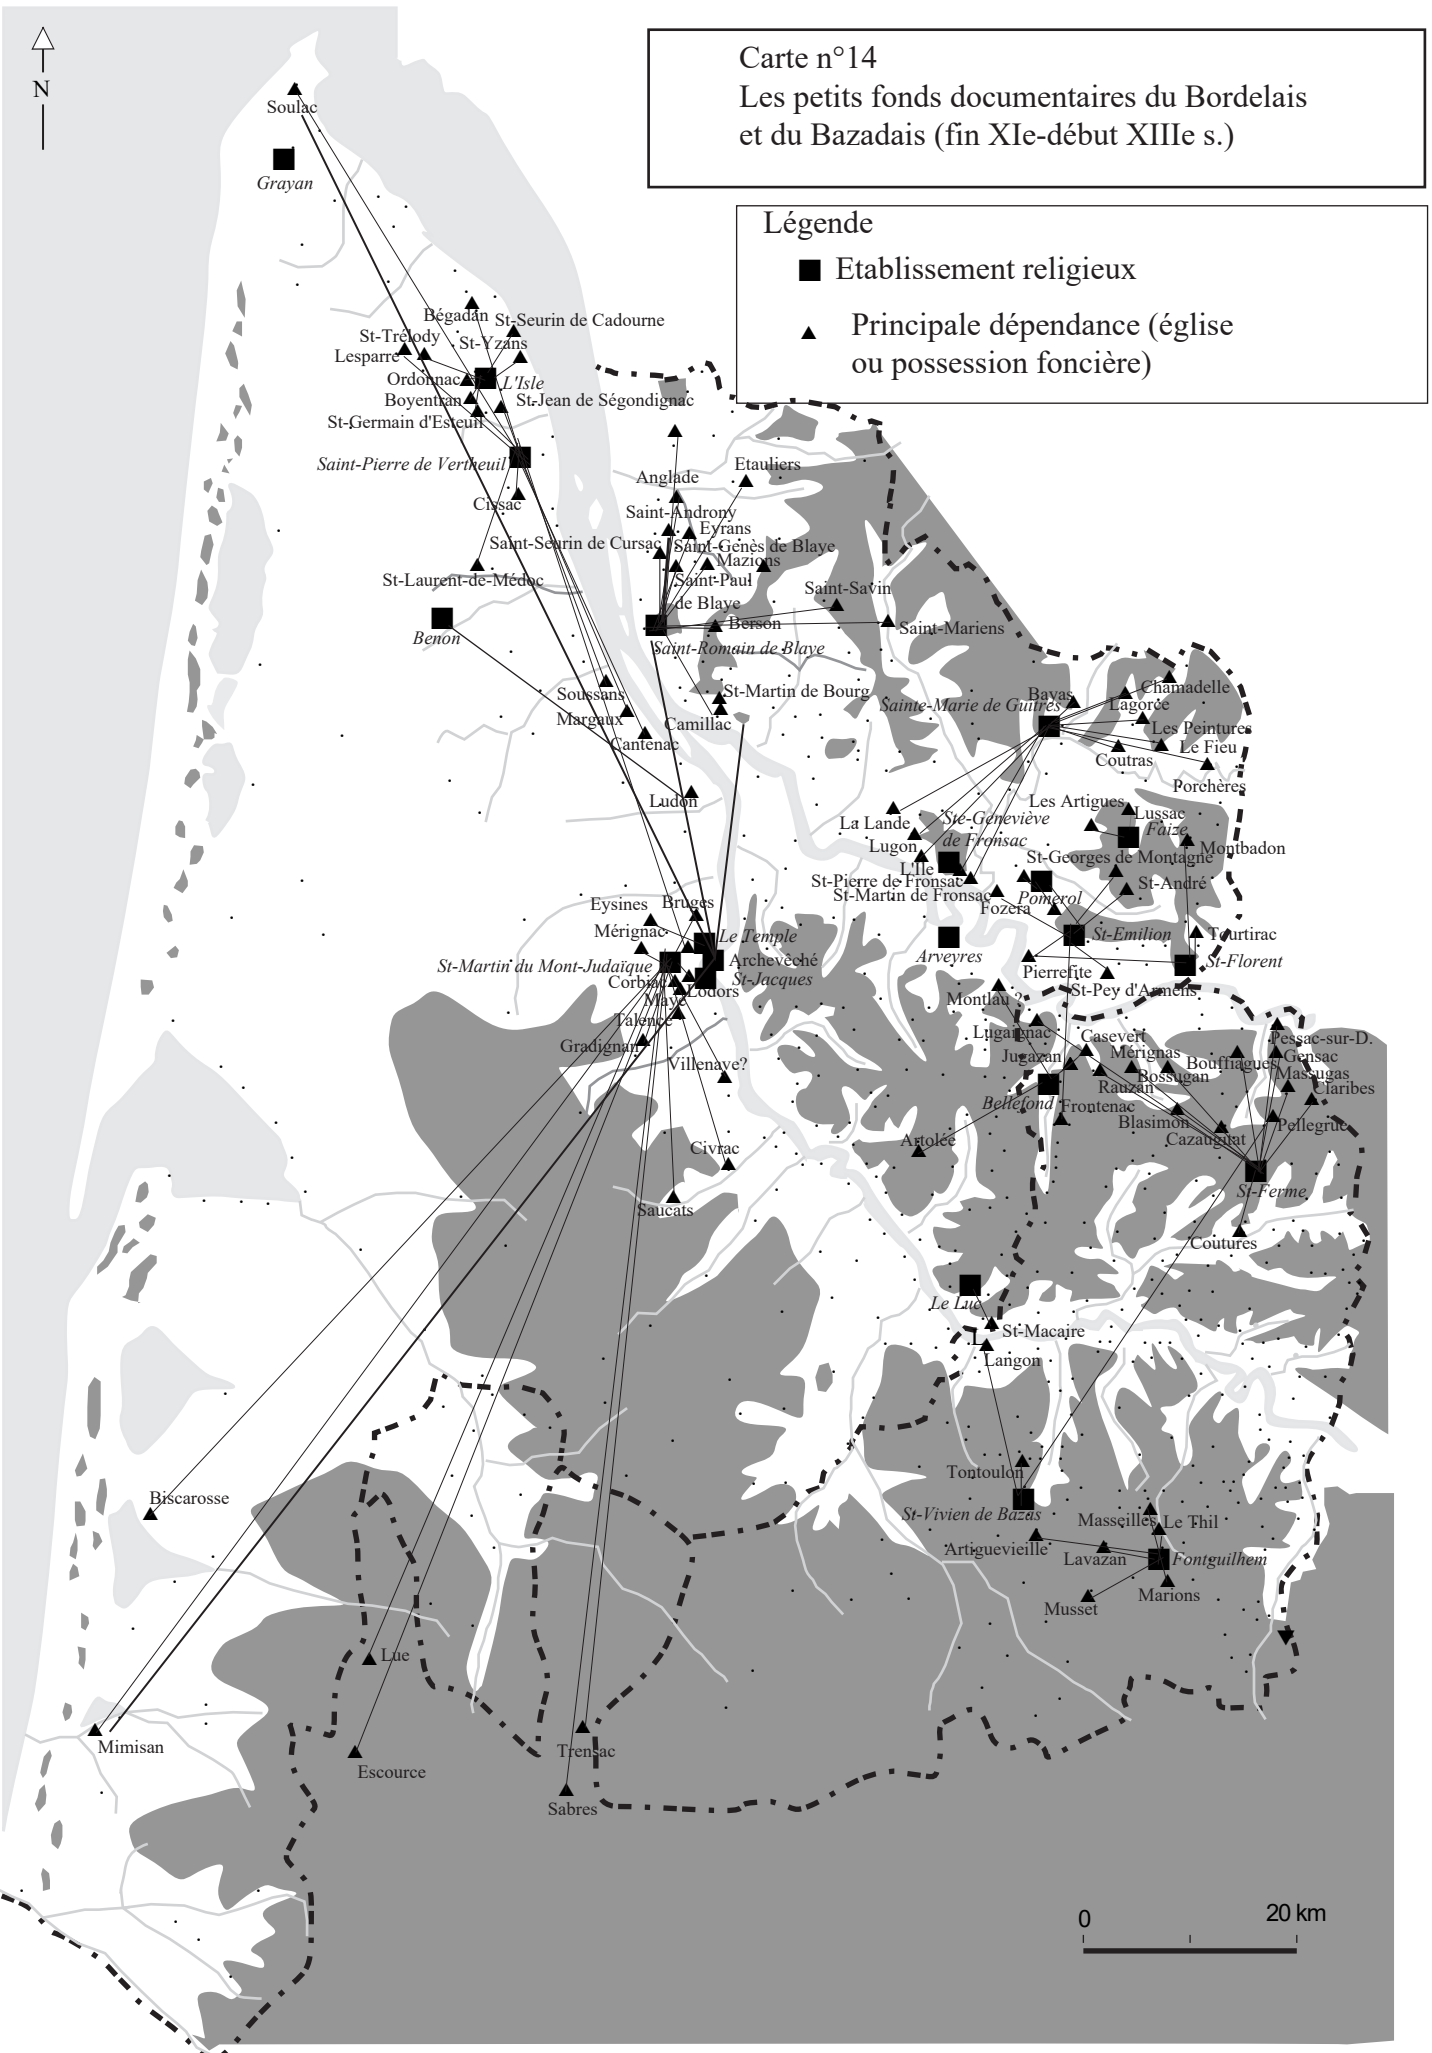 Carte n°14
Les petits fonds documentaires du Bordelais
et du Bazadais (fin XIe-début XIIIe s.)
Légende
Etablissement religieux
Principale dépendance (église
ou possession foncière)
N
Soulac
Grayan
Bégadan
St-Seurin de Cadourne
St-Trélody
St-Yzans
Lesparre
Ordonnac
L'Isle
Boyentran
St-Jean de Ségondignac
St-Germain d'Esteuil
Saint-Pierre de Vertheuil
Cissac
St-Laurent-de-Médoc
Benon
Etauliers
Anglade
Saint-Androny
Eyrans
Saint-Seurin de Cursac
Saint-Genès de Blaye
Mazions
Saint-Paul
de Blaye
Saint-Savin
Berson
Saint-Mariens
Saint-Romain de Blaye
Soussans
Margaux
Cantenac
St-Martin de Bourg
Camillac
Ludon
Bayas
Sainte-Marie de Guîtres
Chamadelle
Lagorce
Les Peintures
Le Fieu
Coutras
Porchères
La Lande
Lugon
L'Ile
Ste-Geneviève
de Fronsac
St-Pierre de Fronsac
St-Martin de Fronsac
Les Artigues
Lussac
Faize
Montbadon
St-Georges de Montagne
St-André
Pomerol
Fozera
St-Emilion
Tourtirac
St-Florent
Arveyres
Pierrefite
St-Pey d'Armens
Eysines
Bruges
Mérignac
Le Temple
St-Martin du Mont-Judaïque
Archevêché
St-Jacques
Corbiac
Lodors
Maye
Talence
Gradignan
Villenave?
Civrac
Saucats
Montlau ?
Lugaignac
Jugazan
Casevert
Mérignas
Rauzan
Bossugan
Bouffiagues
Pessac-sur-D.
Gensac
Massugas
Claribes
Bellefond
Frontenac
Blasimon
Cazaugitat
Pellegrue
Artolée
St-Ferme
Coutures
Le Luc
St-Macaire
L
Langon
Tontoulon
St-Vivien de Bazas
Artiguevieille
Masseilles
Le Thil
Lavazan
Fontguilhem
Musset
Marions
Biscarosse
Lue
Mimisan
Escource
Trensac
Sabres
0
20 km